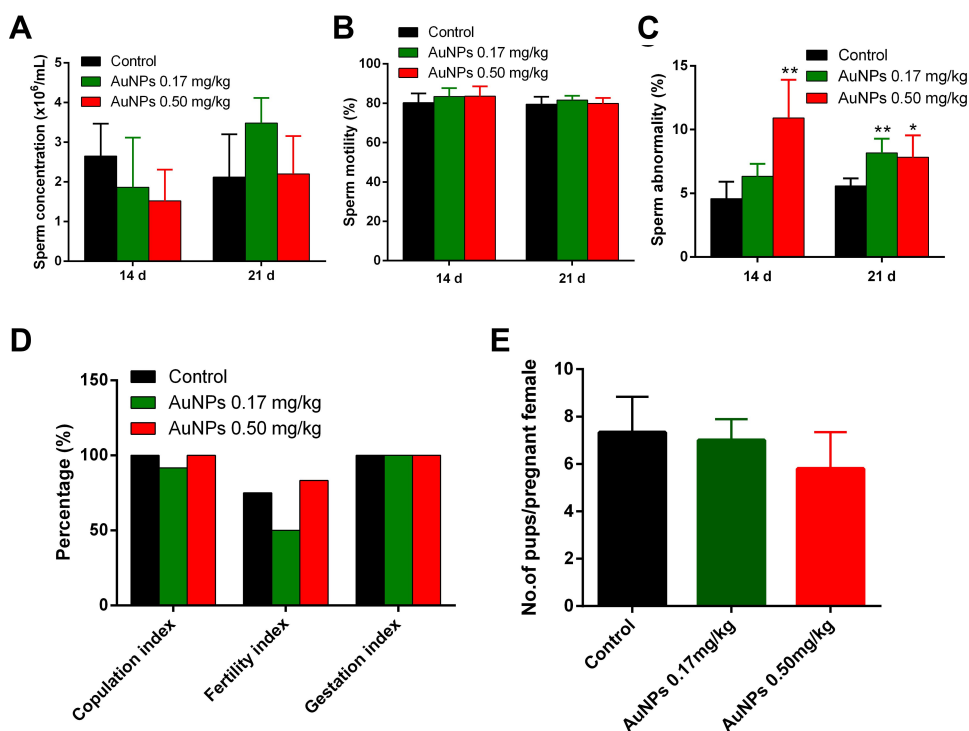 A
Control
AuNPs 0.17 mg/kg
AuNPs 0.50 mg/kg
Sperm concentration (x10⁶/mL)
5
4
3
2
1
0
14 d
21 d
B
Control
AuNPs 0.17 mg/kg
AuNPs 0.50 mg/kg
Sperm motility (%)
100
80
60
40
20
0
14 d
21 d
C
Control
AuNPs 0.17 mg/kg
AuNPs 0.50 mg/kg
Sperm abnormality (%)
15
10
5
0
**
**
*
14 d
21 d
D
Control
AuNPs 0.17 mg/kg
AuNPs 0.50 mg/kg
Percentage (%)
150
100
50
0
Copulation index
Fertility index
Gestation index
E
No.of pups/pregnant female
10
8
6
4
2
0
Control
AuNPs 0.17mg/kg
AuNPs 0.50mg/kg